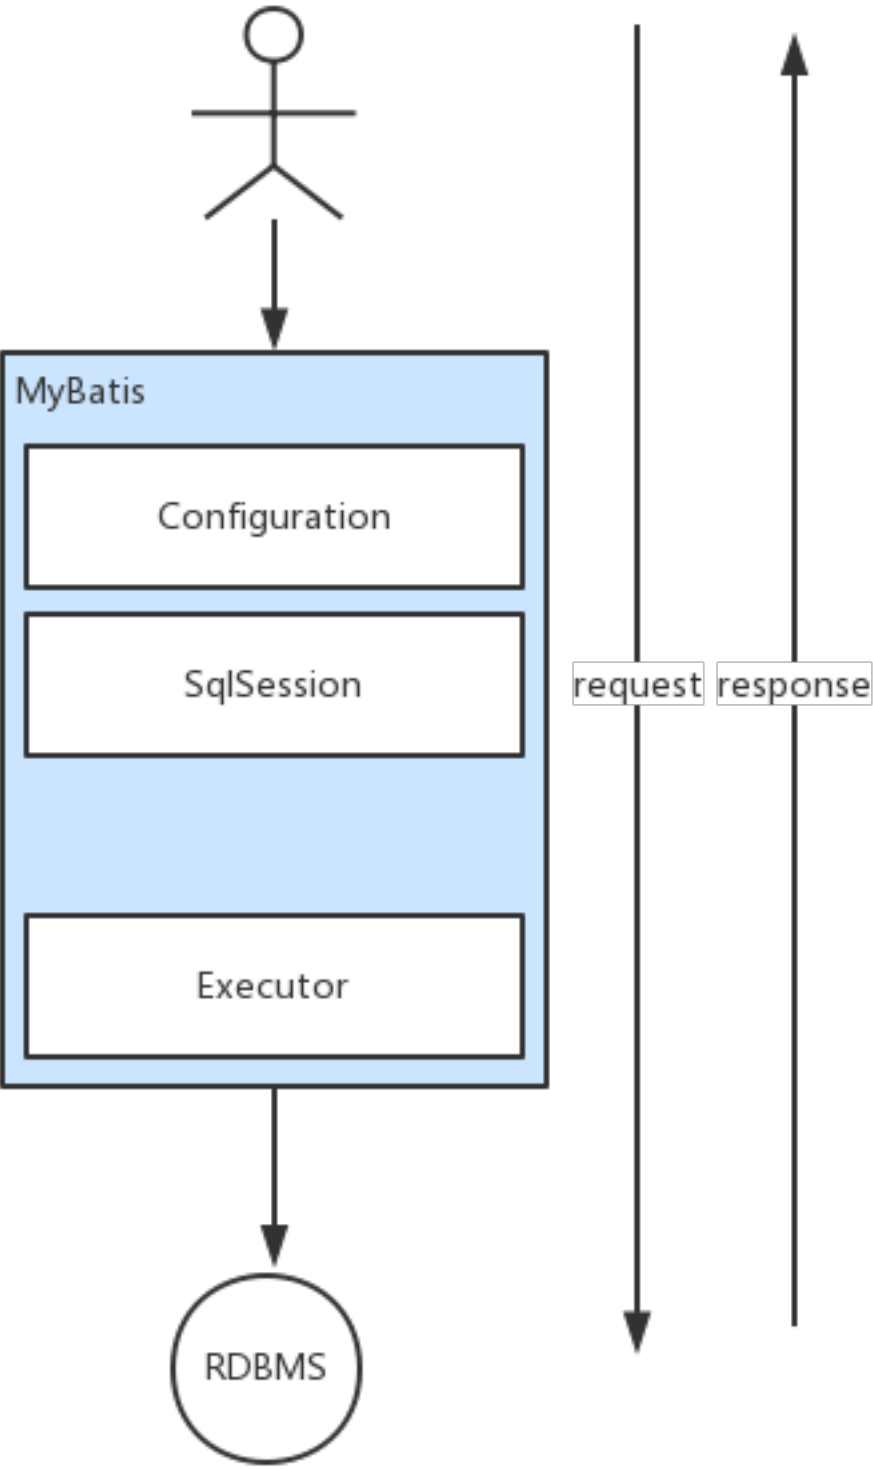 MyBatis
Configuration
SqlSession
request
response
Executor
RDBMS